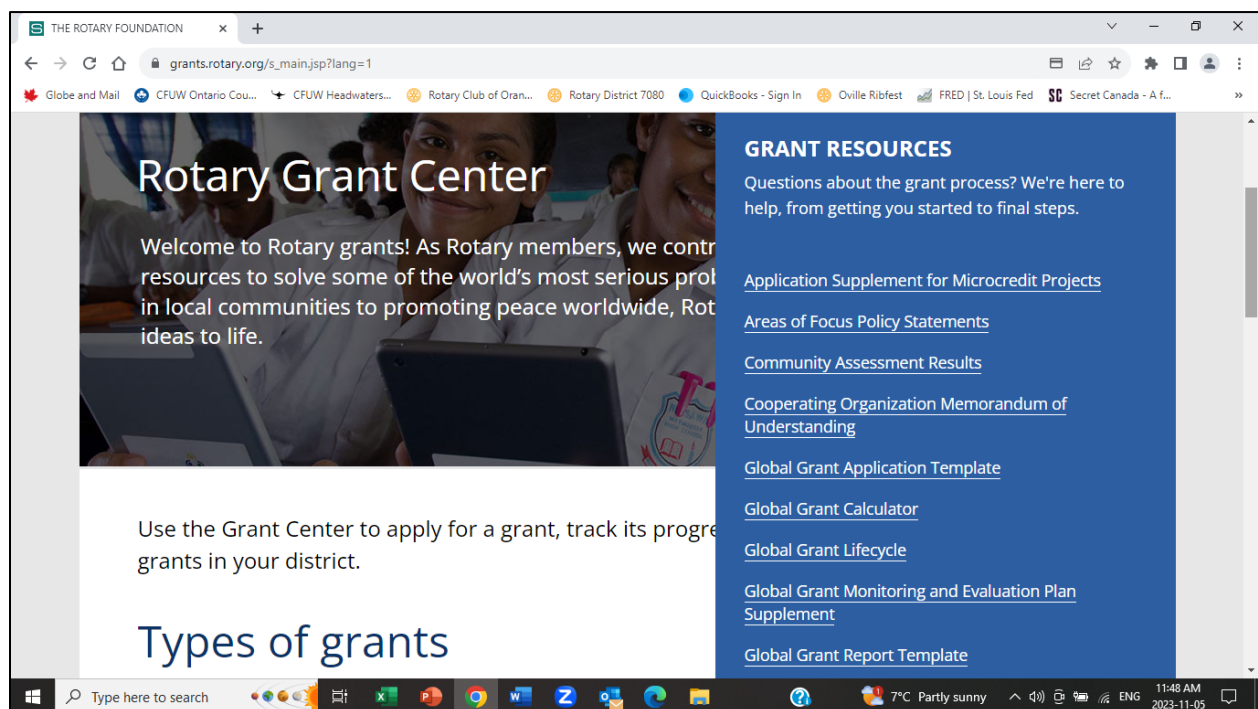 THE ROTARY FOUNDATION
grants.rotary.org/s_main.jsp?lang=1
Globe and Mail CFUW Ontario Cou... CFUW Headwaters... Rotary Club of Oran... Rotary District 7080 QuickBooks - Sign In Oville Ribfest FRED | St. Louis Fed SC Secret Canada - A f... »
Rotary Grant Center
Welcome to Rotary grants! As Rotary members, we contr
resources to solve some of the world's most serious prob
in local communities to promoting peace worldwide, Rot
ideas to life.
Use the Grant Center to apply for a grant, track its progre
grants in your district.
Types of grants
GRANT RESOURCES
Questions about the grant process? We're here to
help, from getting you started to final steps.
Application Supplement for Microcredit Projects
Areas of Focus Policy Statements
Community Assessment Results
Cooperating Organization Memorandum of
Understanding
Global Grant Application Template
Global Grant Calculator
Global Grant Lifecycle
Global Grant Monitoring and Evaluation Plan
Supplement
Global Grant Report Template
Type here to search 7°C Partly sunny ENG 11:48 AM
2023-11-05